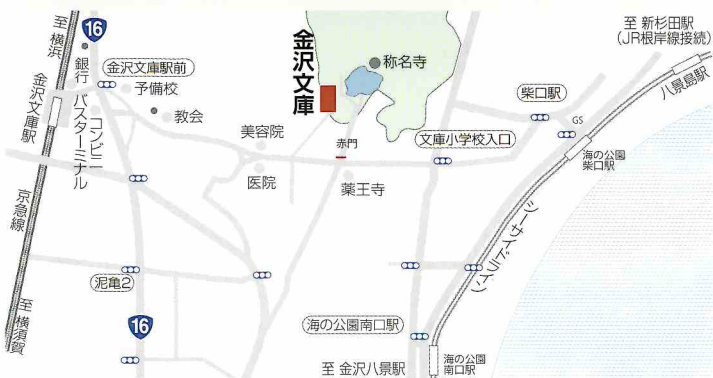 至 横浜
16
銀行
金沢文庫駅前
予備校
教会
金沢文庫駅
バスターミナル
コンビニ
京急線
至 横須賀
泥亀2
16
美容院
医院
金沢文庫
称名寺
赤門
薬王寺
文庫小学校入口
柴口駅
GS
至 新杉田駅
(JR根岸線接続)
八景島駅
海の公園
柴口駅
シーサイドライン
海の公園南口駅
至 金沢八景駅
海の公園
南口駅